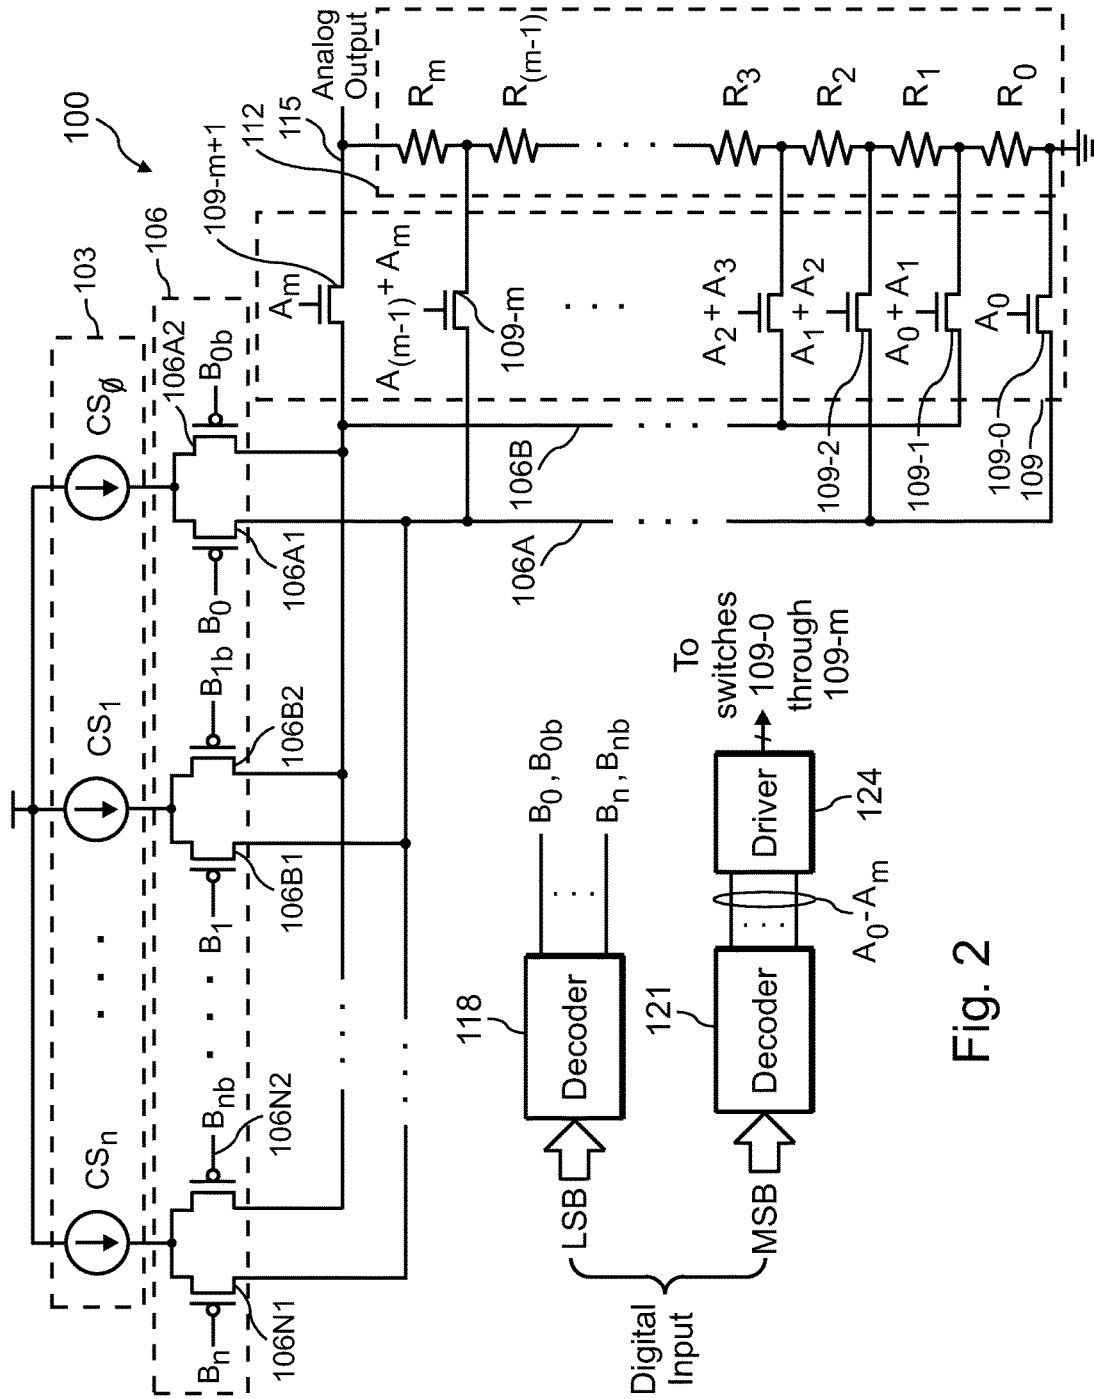 100
103
106
CSn
CS1
CS∅
Bn
Bnb
B1
B1b
B0
B0b
106N1
106N2
106B1
106B2
106A1
106A2
109-m+1
112
115
Analog
Output
Am
A(m-1) + Am
109-m
A2 + A3
A1 + A2
A0 + A1
A0
Rm
R(m-1)
R3
R2
R1
R0
106B
106A
109-2
109-1
109-0
109
Digital
Input
LSB
MSB
118
Decoder
B0, B0b
Bn, Bnb
121
Decoder
A0-Am
Driver
124
To
switches
109-0
through
109-m
Fig. 2